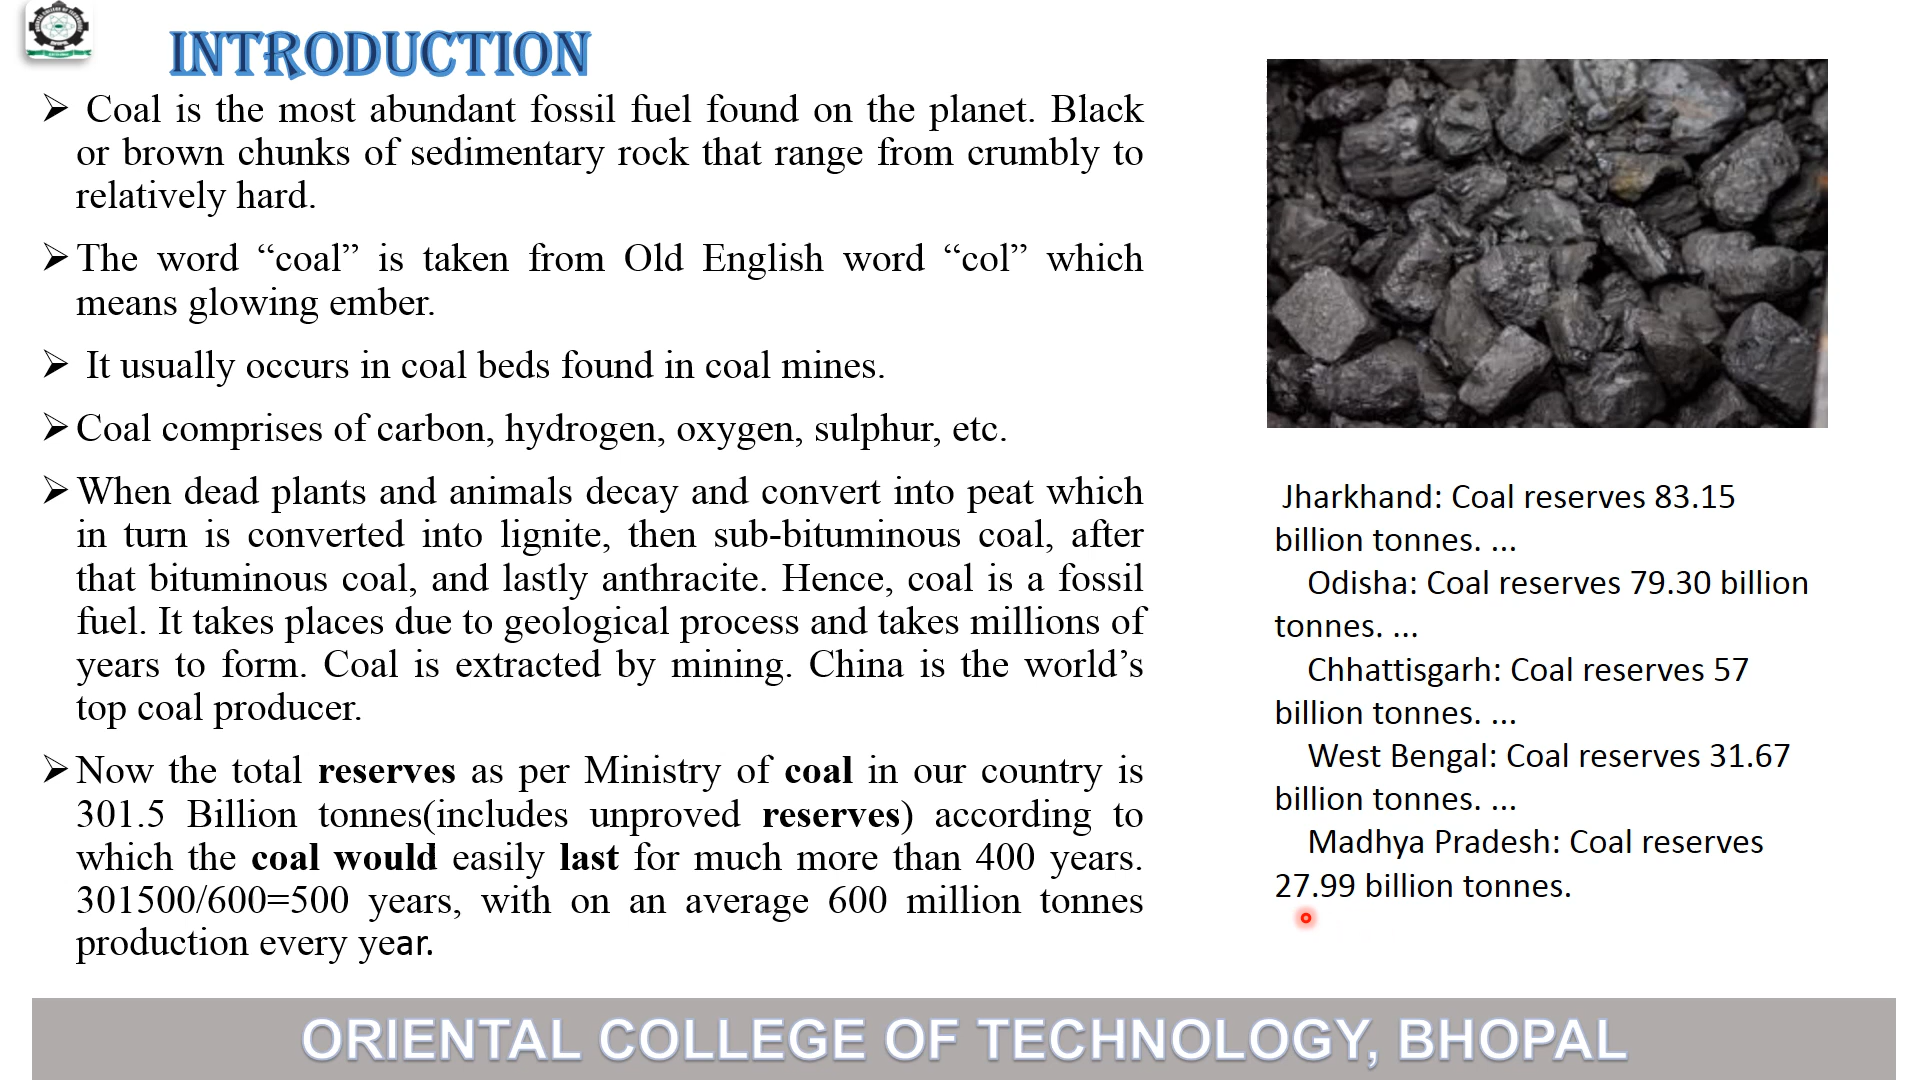 INTRODUCTION
➢ Coal is the most abundant fossil fuel found on the planet. Black
or brown chunks of sedimentary rock that range from crumbly to
relatively hard.
➢ The word “coal” is taken from Old English word “col” which
means glowing ember.
➢ It usually occurs in coal beds found in coal mines.
➢ Coal comprises of carbon, hydrogen, oxygen, sulphur, etc.
➢ When dead plants and animals decay and convert into peat which
in turn is converted into lignite, then sub-bituminous coal, after
that bituminous coal, and lastly anthracite. Hence, coal is a fossil
fuel. It takes places due to geological process and takes millions of
years to form. Coal is extracted by mining. China is the world’s
top coal producer.
➢ Now the total reserves as per Ministry of coal in our country is
301.5 Billion tonnes(includes unproved reserves) according to
which the coal would easily last for much more than 400 years.
301500/600=500 years, with on an average 600 million tonnes
production every year.
Jharkhand: Coal reserves 83.15
billion tonnes. ...
Odisha: Coal reserves 79.30 billion
tonnes. ...
Chhattisgarh: Coal reserves 57
billion tonnes. ...
West Bengal: Coal reserves 31.67
billion tonnes. ...
Madhya Pradesh: Coal reserves
27.99 billion tonnes.
ORIENTAL COLLEGE OF TECHNOLOGY, BHOPAL